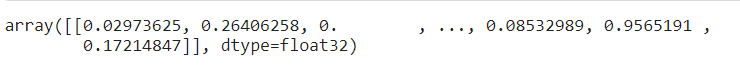 array([[0.02973625, 0.26406258, 0.        , ..., 0.08532989, 0.9565191 ,
        0.17214847]], dtype=float32)